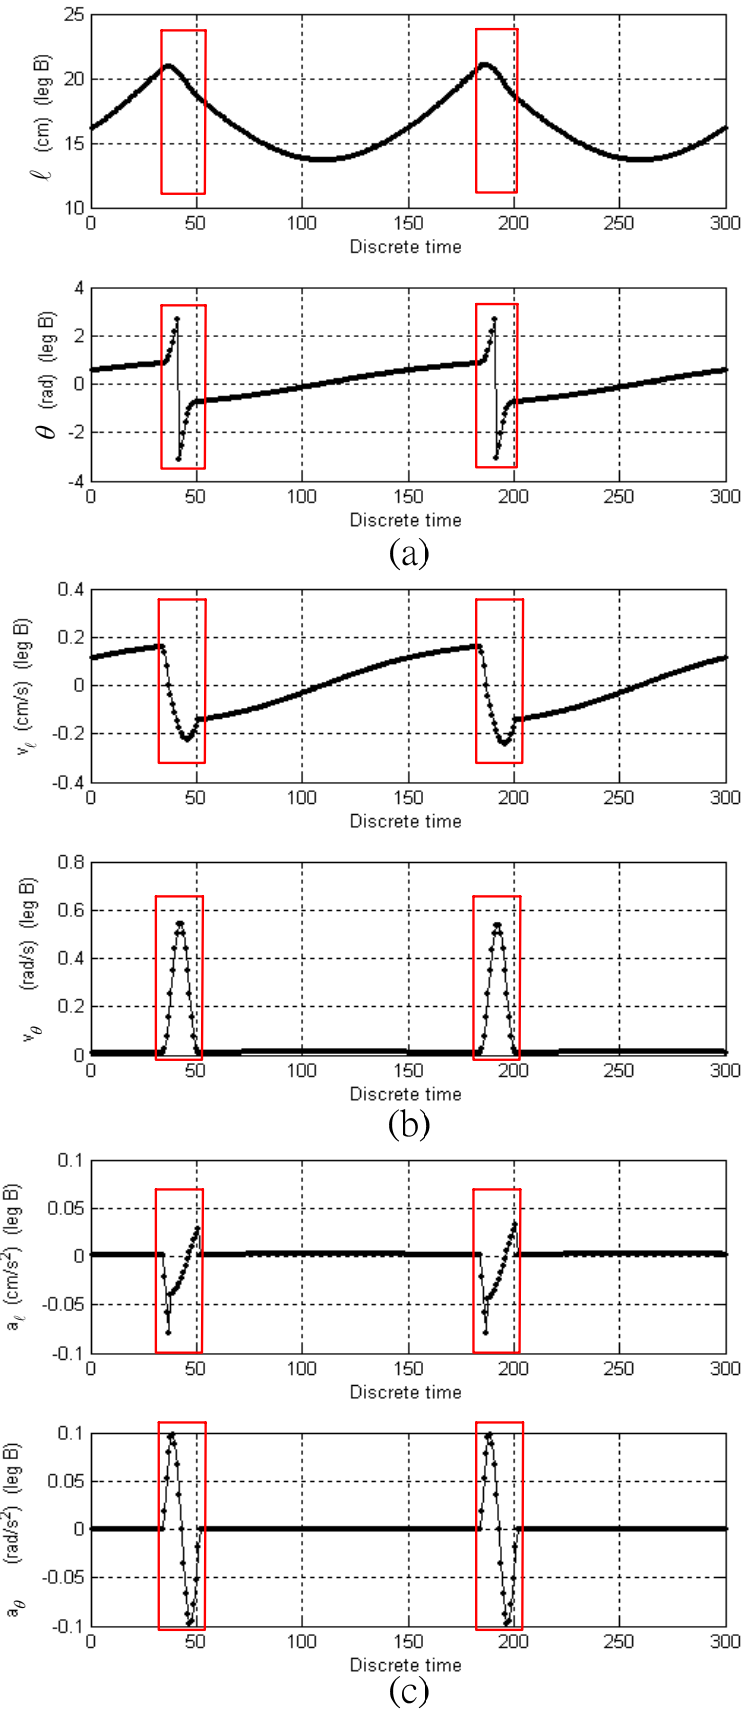 25
20
15
10
ℓ (cm) (leg B)
0 50 100 150 200 250 300
Discrete time
4
2
0
-2
-4
θ (rad) (leg B)
0 50 100 150 200 250 300
Discrete time
(a)
0.4
0.2
0
-0.2
-0.4
vℓ (cm/s) (leg B)
0 50 100 150 200 250 300
Discrete time
0.8
0.6
0.4
0.2
0
vθ (rad/s) (leg B)
0 50 100 150 200 250 300
Discrete time
(b)
0.1
0.05
0
-0.05
-0.1
aℓ (cm/s²) (leg B)
0 50 100 150 200 250 300
Discrete time
0.1
0.05
0
-0.05
-0.1
aθ (rad/s²) (leg B)
0 50 100 150 200 250 300
Discrete time
(c)